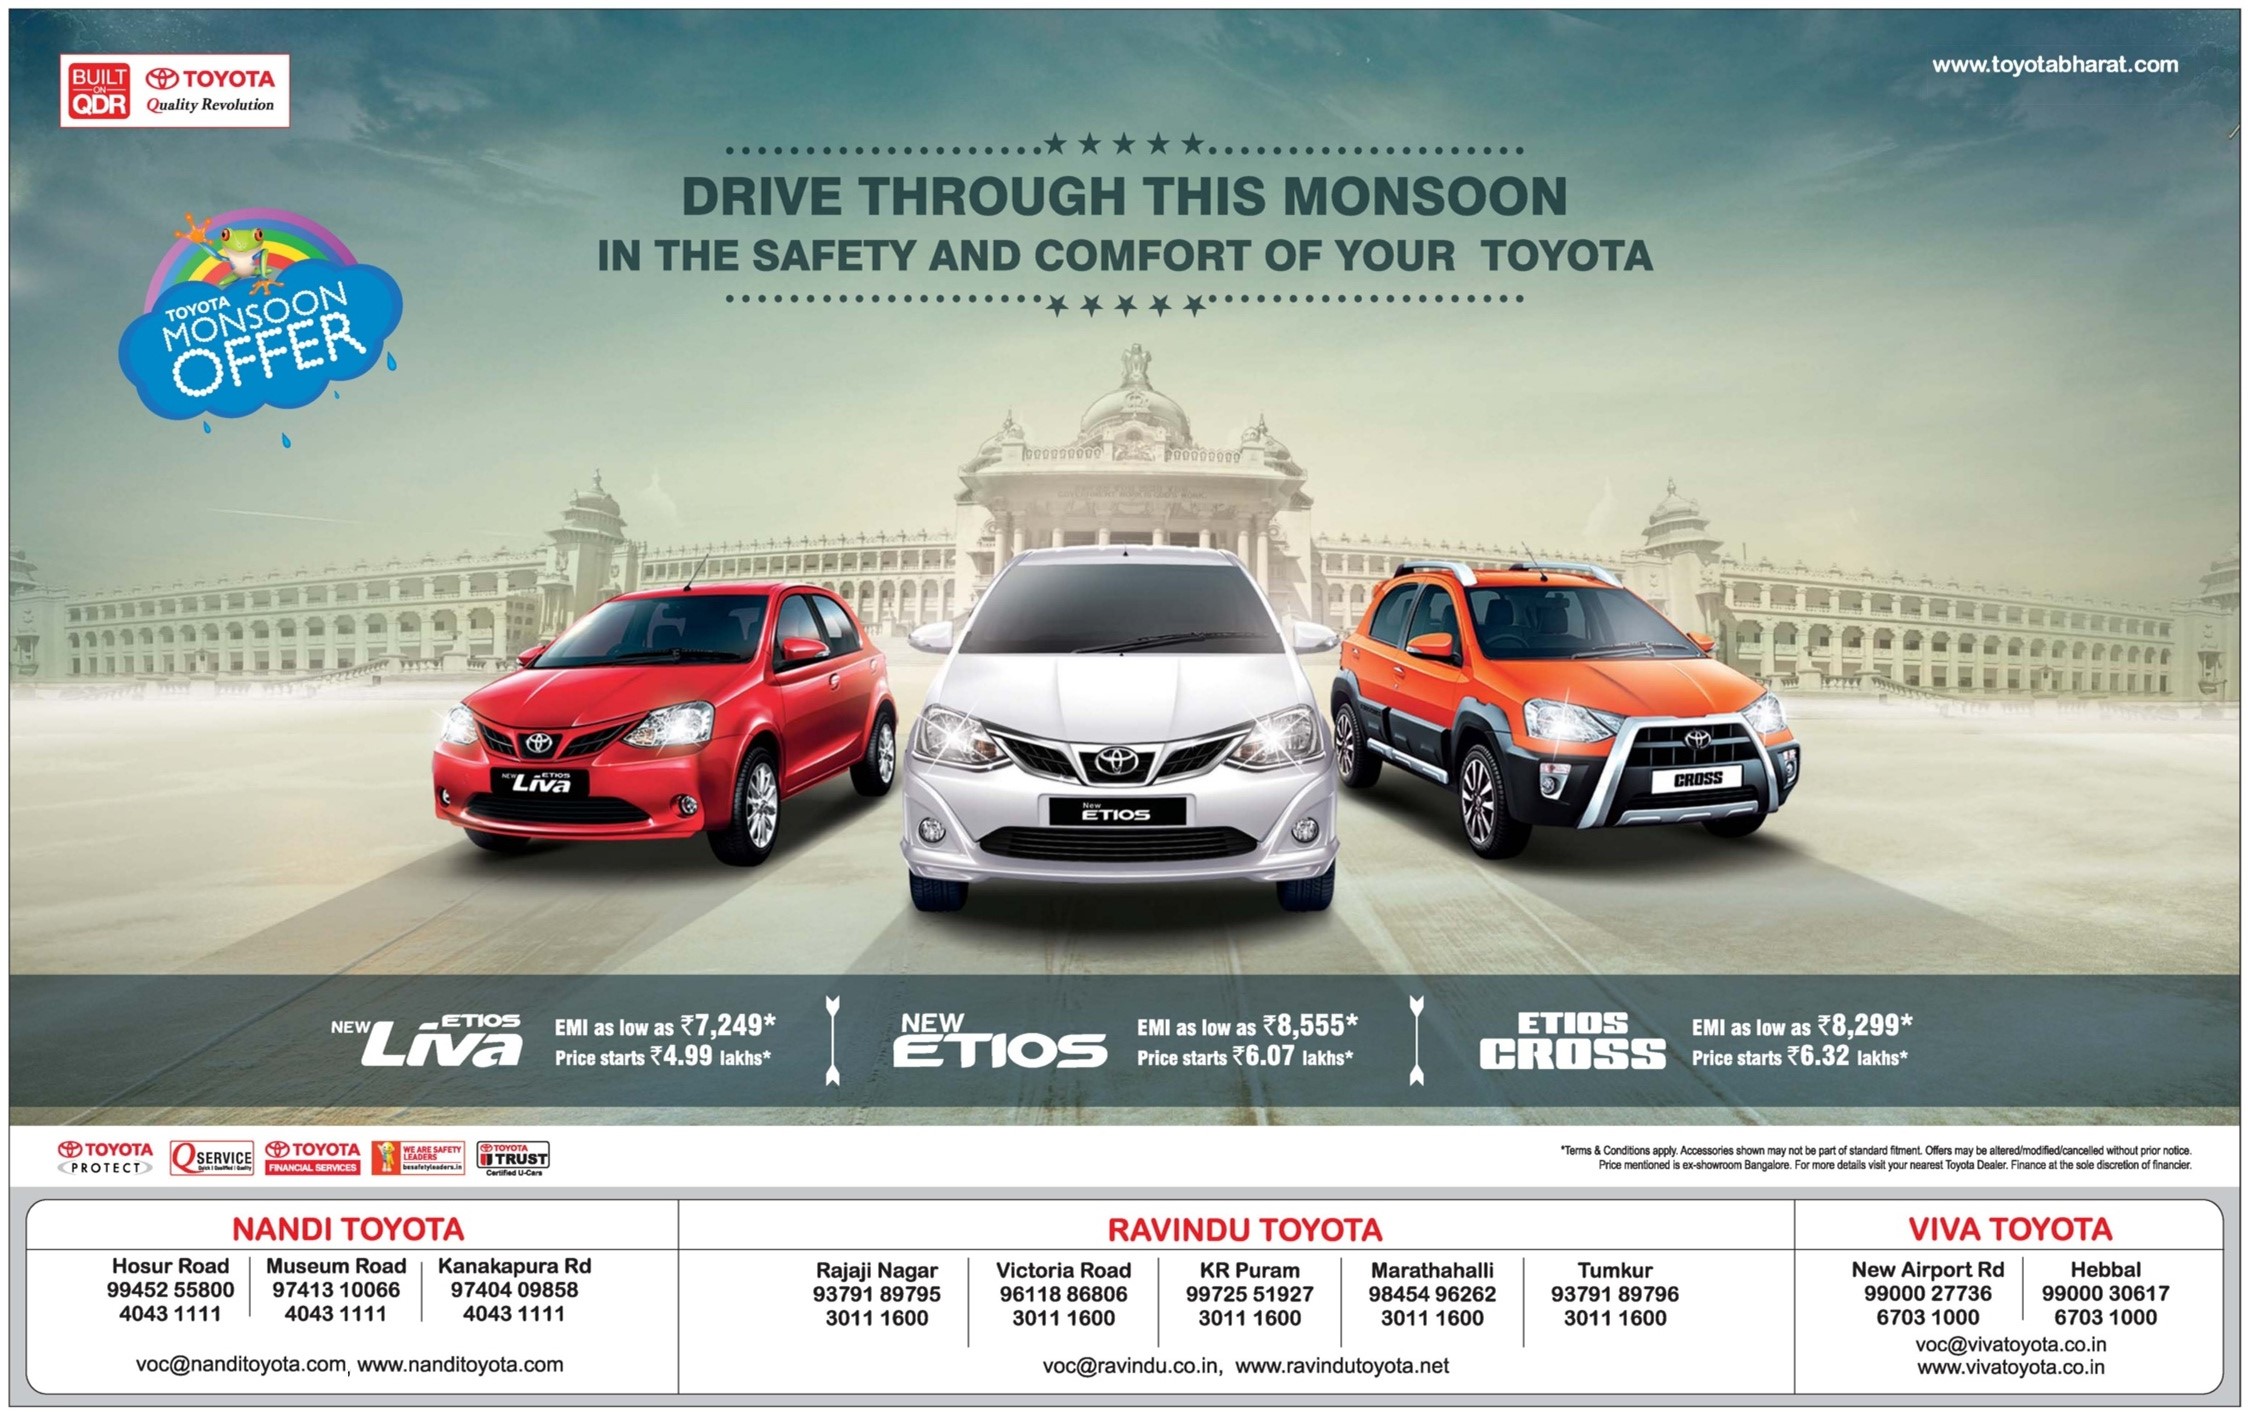 BUILT
ON
QDR
TOYOTA
Quality Revolution
www.toyotabharat.com
DRIVE THROUGH THIS MONSOON
IN THE SAFETY AND COMFORT OF YOUR TOYOTA
TOYOTA
MONSOON
OFFER
NEW ETIOS
Liva
New
ETIOS
CROSS
NEW ETIOS
Liva
EMI as low as ₹7,249*
Price starts ₹4.99 lakhs*
NEW
ETIOS
EMI as low as ₹8,555*
Price starts ₹6.07 lakhs*
ETIOS
CROSS
EMI as low as ₹8,299*
Price starts ₹6.32 lakhs*
TOYOTA
PROTECT
Q SERVICE
Quick | Qualified | Quality
TOYOTA
FINANCIAL SERVICES
WE ARE SAFETY
LEADERS
besafetyleaders.in
TOYOTA
U TRUST
Certified U-Cars
*Terms & Conditions apply. Accessories shown may not be part of standard fitment. Offers may be altered/modified/cancelled without prior notice.
Price mentioned is ex-showroom Bangalore. For more details visit your nearest Toyota Dealer. Finance at the sole discretion of financier.
NANDI TOYOTA
Hosur Road
99452 55800
4043 1111
Museum Road
97413 10066
4043 1111
Kanakapura Rd
97404 09858
4043 1111
voc@nanditoyota.com, www.nanditoyota.com
RAVINDU TOYOTA
Rajaji Nagar
93791 89795
3011 1600
Victoria Road
96118 86806
3011 1600
KR Puram
99725 51927
3011 1600
Marathahalli
98454 96262
3011 1600
Tumkur
93791 89796
3011 1600
voc@ravindu.co.in, www.ravindutoyota.net
VIVA TOYOTA
New Airport Rd
99000 27736
6703 1000
Hebbal
99000 30617
6703 1000
voc@vivatoyota.co.in
www.vivatoyota.co.in